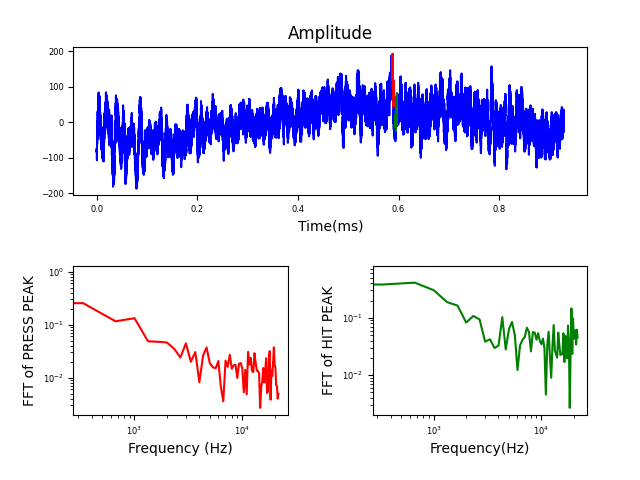 Amplitude
200
100
0
−100
−200
0.0 0.2 0.4 0.6 0.8
Time(ms)
FFT of PRESS PEAK
10⁰
10⁻¹
10⁻²
10³ 10⁴
Frequency (Hz)
FFT of HIT PEAK
10⁻¹
10⁻²
10³ 10⁴
Frequency(Hz)